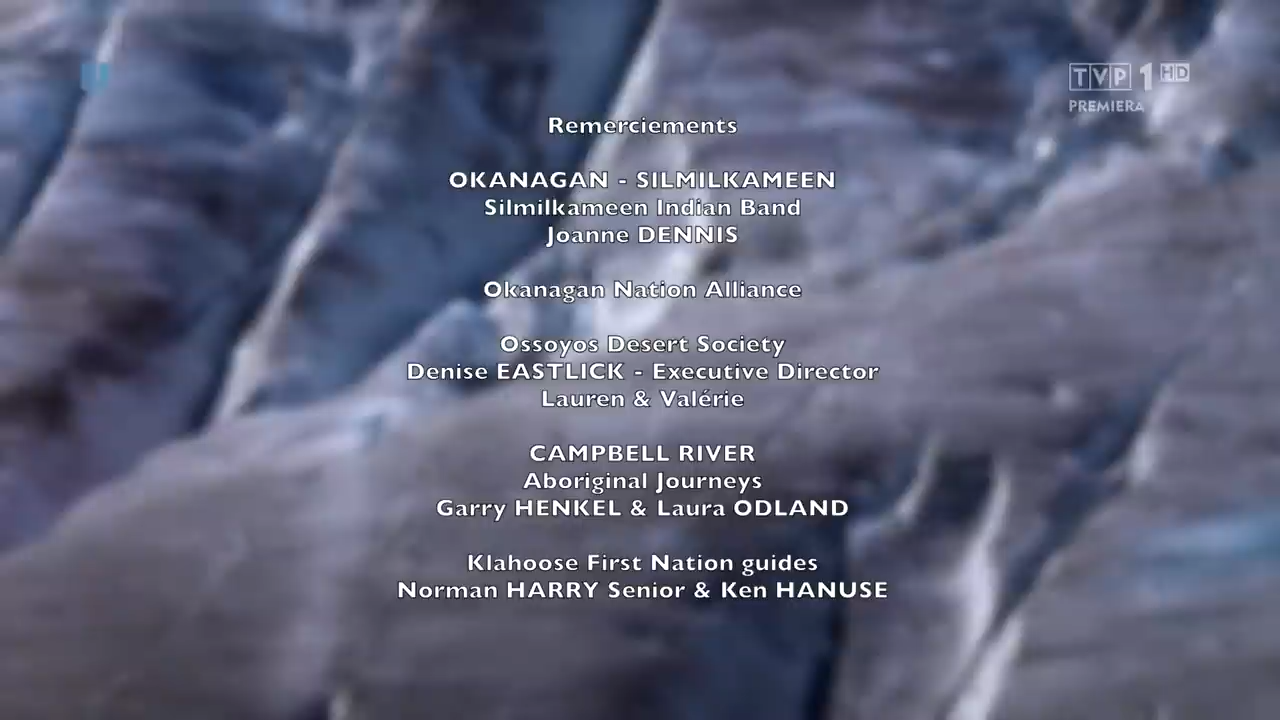 TVP 1 HD
PREMIERA
Remerciements
OKANAGAN - SILMILKAMEEN
Silmilkameen Indian Band
Joanne DENNIS
Okanagan Nation Alliance
Ossoyos Desert Society
Denise EASTLICK - Executive Director
Lauren & Valérie
CAMPBELL RIVER
Aboriginal Journeys
Garry HENKEL & Laura ODLAND
Klahoose First Nation guides
Norman HARRY Senior & Ken HANUSE